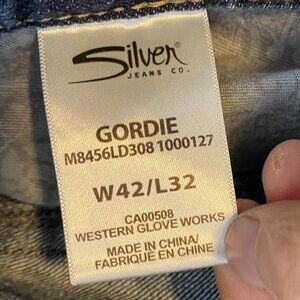 Silver
JEANS CO.
GORDIE
M8456LD308 1000127
W42/L32
CA00508
WESTERN GLOVE WORKS
MADE IN CHINA/
FABRIQUÉ EN CHINE